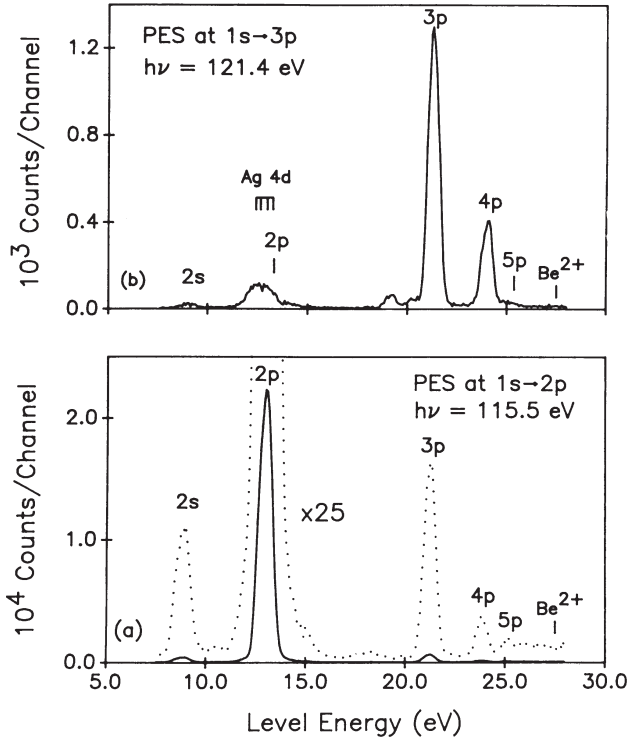 PES at 1s→3p
hν = 121.4 eV
3p
1.2
0.8
Ag 4d
4p
0.4
2p
5p
(b)
2s
Be2+
0.0
10³ Counts/Channel
PES at 1s→2p
hν = 115.5 eV
2p
2.0
3p
2s
x25
1.0
4p
5p
Be2+
(a)
0.0
10⁴ Counts/Channel
5.0 10.0 15.0 20.0 25.0 30.0
Level Energy (eV)